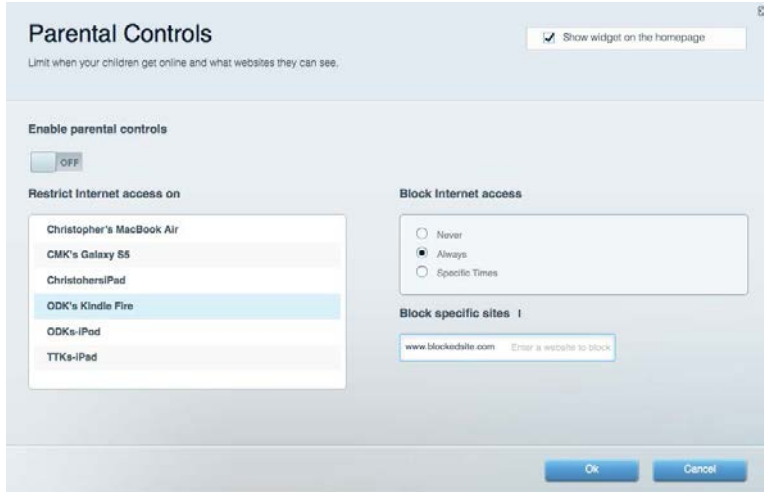 Parental Controls
Show widget on the homepage
Limit when your children get online and what websites they can see.
Enable parental controls
OFF
Restrict Internet access on
Christopher's MacBook Air
CMK's Galaxy S5
ChristohersiPad
ODK's Kindle Fire
ODKs-iPod
TTKs-iPad
Block Internet access
Never
Always
Specific Times
Block specific sites I
www.blockedsite.com Enter a website to block
Ok Cancel